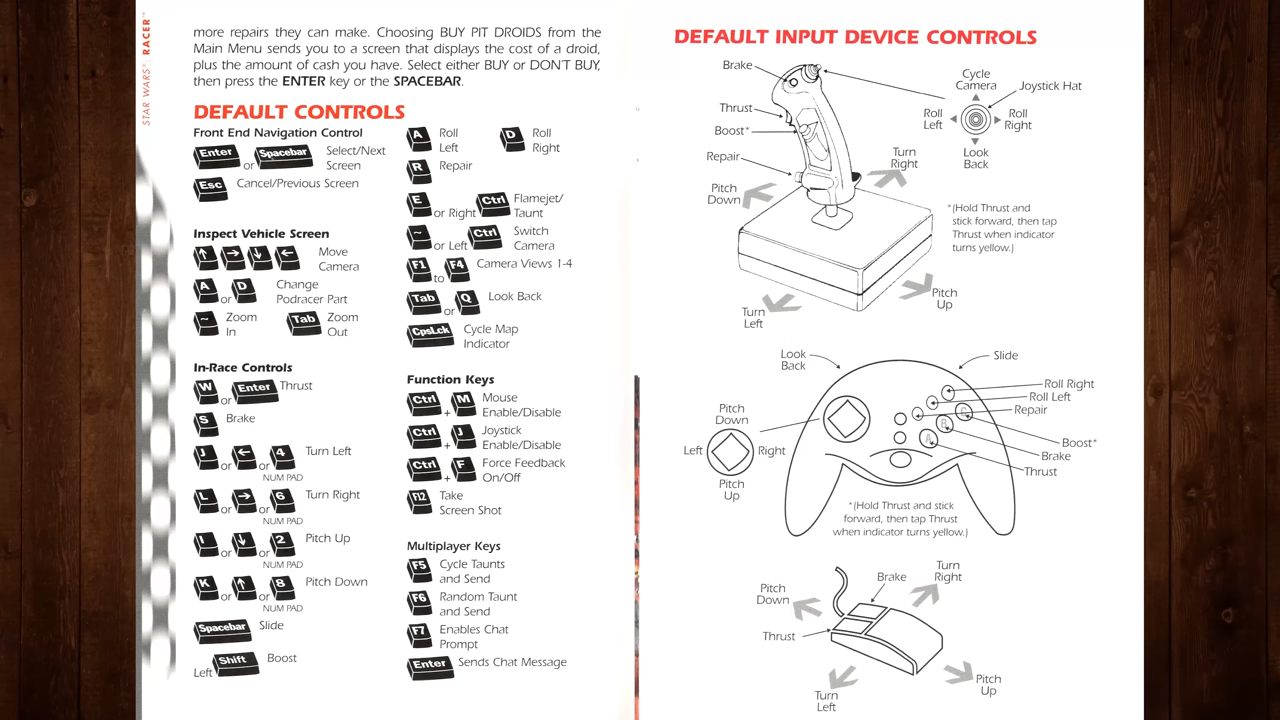 STAR WARS®: RACER™
more repairs they can make. Choosing BUY PIT DROIDS from the
Main Menu sends you to a screen that displays the cost of a droid,
plus the amount of cash you have. Select either BUY or DON'T BUY,
then press the ENTER key or the SPACEBAR.
DEFAULT CONTROLS
Front End Navigation Control
Enter or Spacebar Select/Next
Screen
Esc Cancel/Previous Screen
Inspect Vehicle Screen
↑ → ↓ ← Move
Camera
A or D Change
Podracer Part
~ Zoom
In
Tab Zoom
Out
In-Race Controls
W or Enter Thrust
S Brake
J or ← or 4 Turn Left
NUM PAD
L or → or 6 Turn Right
NUM PAD
I or ↓ or 2 Pitch Up
NUM PAD
K or ↑ or 8 Pitch Down
NUM PAD
Spacebar Slide
Left Shift Boost
A Roll
Left
D Roll
Right
R Repair
E or Right Ctrl Flamejet/
Taunt
~ or Left Ctrl Switch
Camera
F1 to F4 Camera Views 1-4
Tab or Q Look Back
CpsLck Cycle Map
Indicator
Function Keys
Ctrl + M Mouse
Enable/Disable
Ctrl + J Joystick
Enable/Disable
Ctrl + F Force Feedback
On/Off
F12 Take
Screen Shot
Multiplayer Keys
F5 Cycle Taunts
and Send
F6 Random Taunt
and Send
F7 Enables Chat
Prompt
Enter Sends Chat Message
DEFAULT INPUT DEVICE CONTROLS
Brake
Thrust
Boost*
Repair
Pitch
Down
Turn
Right
Turn
Left
Pitch
Up
Cycle
Camera
Joystick Hat
Roll
Left
Roll
Right
Look
Back
*(Hold Thrust and
stick forward, then tap
Thrust when indicator
turns yellow.)
Look
Back
Slide
Roll Right
Roll Left
Repair
Boost*
Brake
Thrust
C
B
A
Pitch
Down
Left
Right
Pitch
Up
*(Hold Thrust and stick
forward, then tap Thrust
when indicator turns yellow.)
Pitch
Down
Brake
Turn
Right
Thrust
Turn
Left
Pitch
Up